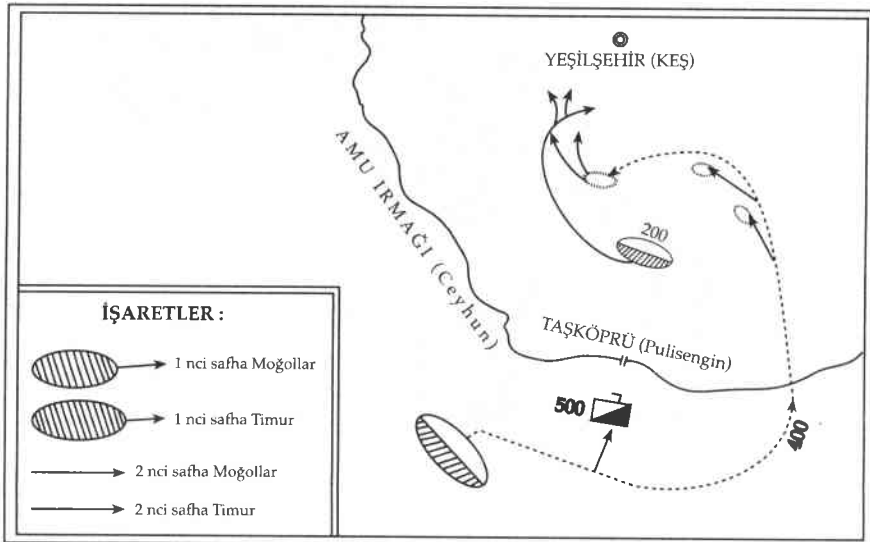 YEŞİLŞEHİR (KEŞ)
AMU IRMAĞI (Ceyhun)
200
TAŞKÖPRÜ (Pulisengin)
500
400
İŞARETLER :
1 nci safha Moğollar
1 nci safha Timur
2 nci safha Moğollar
2 nci safha Timur